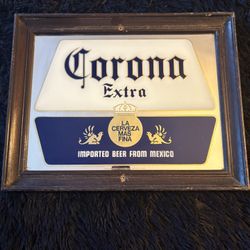 Corona
Extra
LA
CERVEZA
MAS
FINA
IMPORTED BEER FROM MEXICO